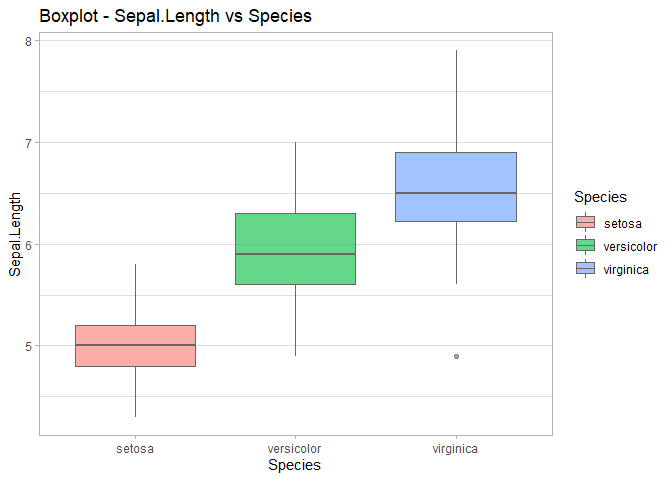 Boxplot - Sepal.Length vs Species
8
7
6
5
Sepal.Length
setosa
versicolor
virginica
Species
Species
setosa
versicolor
virginica